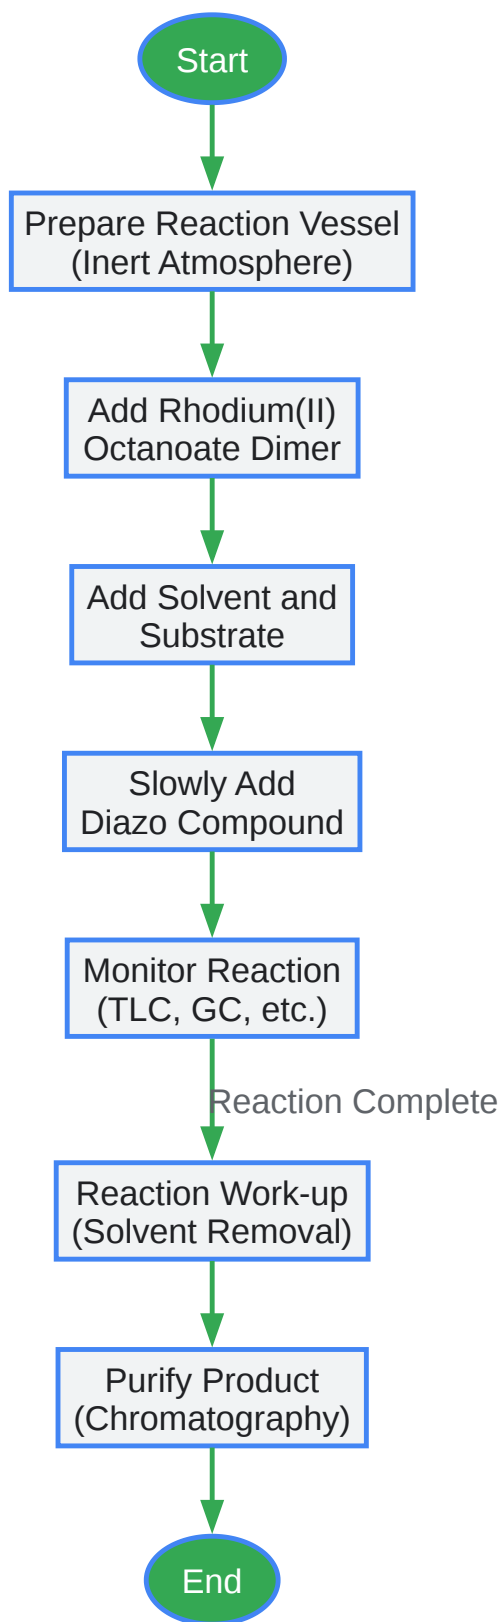 Start
Prepare Reaction Vessel
(Inert Atmosphere)
Add Rhodium(II)
Octanoate Dimer
Add Solvent and
Substrate
Slowly Add
Diazo Compound
Monitor Reaction
(TLC, GC, etc.)
Reaction Complete
Reaction Work-up
(Solvent Removal)
Purify Product
(Chromatography)
End